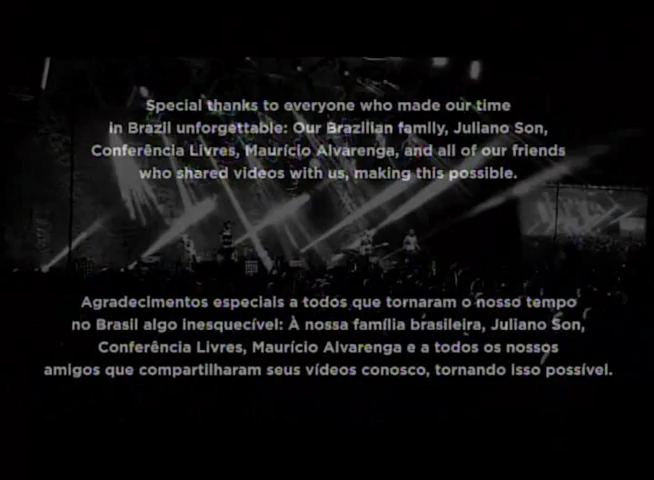 Special thanks to everyone who made our time
in Brazil unforgettable: Our Brazilian family, Juliano Son,
Conferência Livres, Maurício Alvarenga, and all of our friends
who shared videos with us, making this possible.
Agradecimentos especiais a todos que tornaram o nosso tempo
no Brasil algo inesquecível: À nossa família brasileira, Juliano Son,
Conferência Livres, Maurício Alvarenga e a todos os nossos
amigos que compartilharam seus vídeos conosco, tornando isso possível.